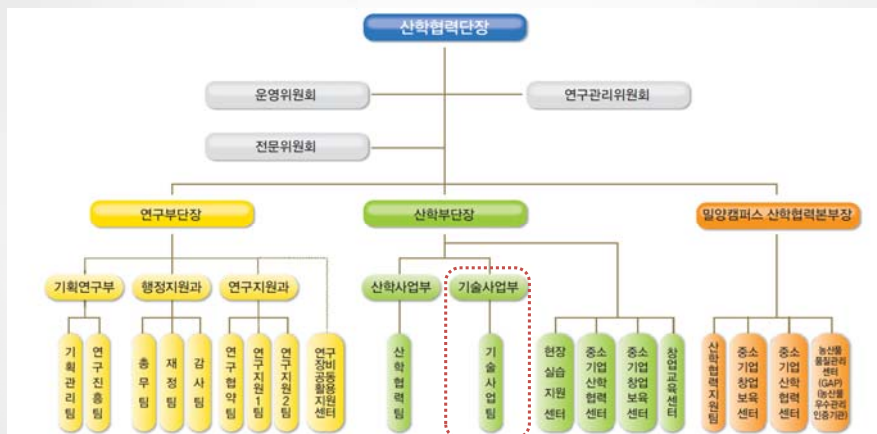 산학협력단장
운영위원회
연구관리위원회
전문위원회
연구부단장
산학부단장
밀양캠퍼스 산학협력본부장
기획연구부
행정지원과
연구지원과
산학사업부
기술사업부
기획관리팀
연구진흥팀
총무팀
재정팀
감사팀
연구협약팀
연구지원1팀
연구지원2팀
연구장비공동활용지원센터
산학협력팀
기술사업팀
현장
실습
지원
센터
중소
기업
산학
협력
센터
중소
기업
창업
보육
센터
창업교육센터
산학협력지원팀
중소
기업
창업
보육
센터
중소
기업
산학
협력
센터
농산물
품질관리
센터
(GAP)
(농산물
우수관리
인증기관)